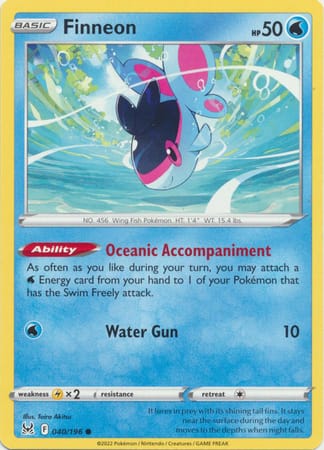 BASIC Finneon HP 50
NO. 456 Wing Fish Pokémon. HT: 1'4" WT: 15.4 lbs.
Ability Oceanic Accompaniment
As often as you like during your turn, you may attach a
Energy card from your hand to 1 of your Pokémon that
has the Swim Freely attack.
Water Gun 10
weakness ×2 resistance retreat
Illus. Taira Akitsu
F 040/196
It lures in prey with its shining tail fins. It stays
near the surface during the day and
moves to the depths when night falls.
©2022 Pokémon / Nintendo / Creatures / GAME FREAK